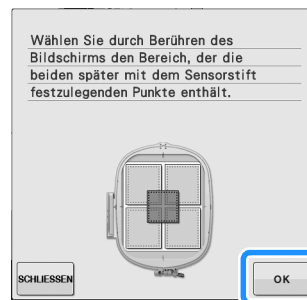 Wählen Sie durch Berühren des
Bildschirms den Bereich, der die
beiden später mit dem Sensorstift
festzulegenden Punkte enthält.
SCHLIESSEN
OK